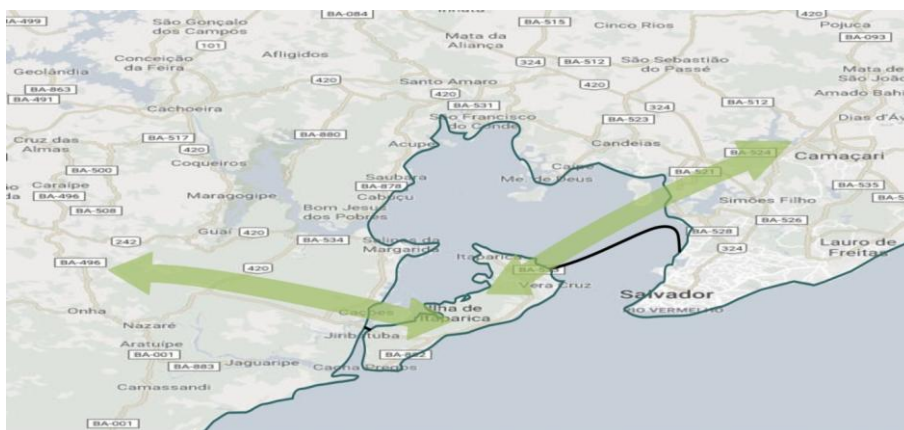 BA-499
São Gonçalo
dos Campos
BA-084
BA-515
Cinco Rios
420
Pojuca
BA-093
101
Mata da
Aliança
Conceição
da Feira
Afligidos
324
BA-512
São Sebastião
do Passé
Mata de
São João
Geolândia
BA-863
BA-491
420
Santo Amaro
420
Amado Bahi
Cachoeira
BA-531
São Francisco
do Conde
324
BA-512
BA-523
Dias d'Áv
Cruz das
Almas
BA-517
420
BA-880
Acupe
Candeias
BA-524
Camaçari
Coqueiros
BA-500
Caraípe
BA-496
Saubara
BA-878
Cabuçu
Me. de Deus
BA-521
BA-535
Maragogipe
Bom Jesus
dos Pobres
Simões Filho
BA-508
BA-526
Guaí
420
BA-534
Salinas da
Margarida
BA-528
242
324
Lauro de
Freitas
BA-496
420
Itaparica
Vera Cruz
Salvador
RIO VERMELHO
Onha
Cações
Ilha de
Itaparica
Nazaré
Jiribatuba
Aratuípe
BA-001
BA-882
BA-883
Jaguaripe
Cacha Pregos
Camassandi
BA-001